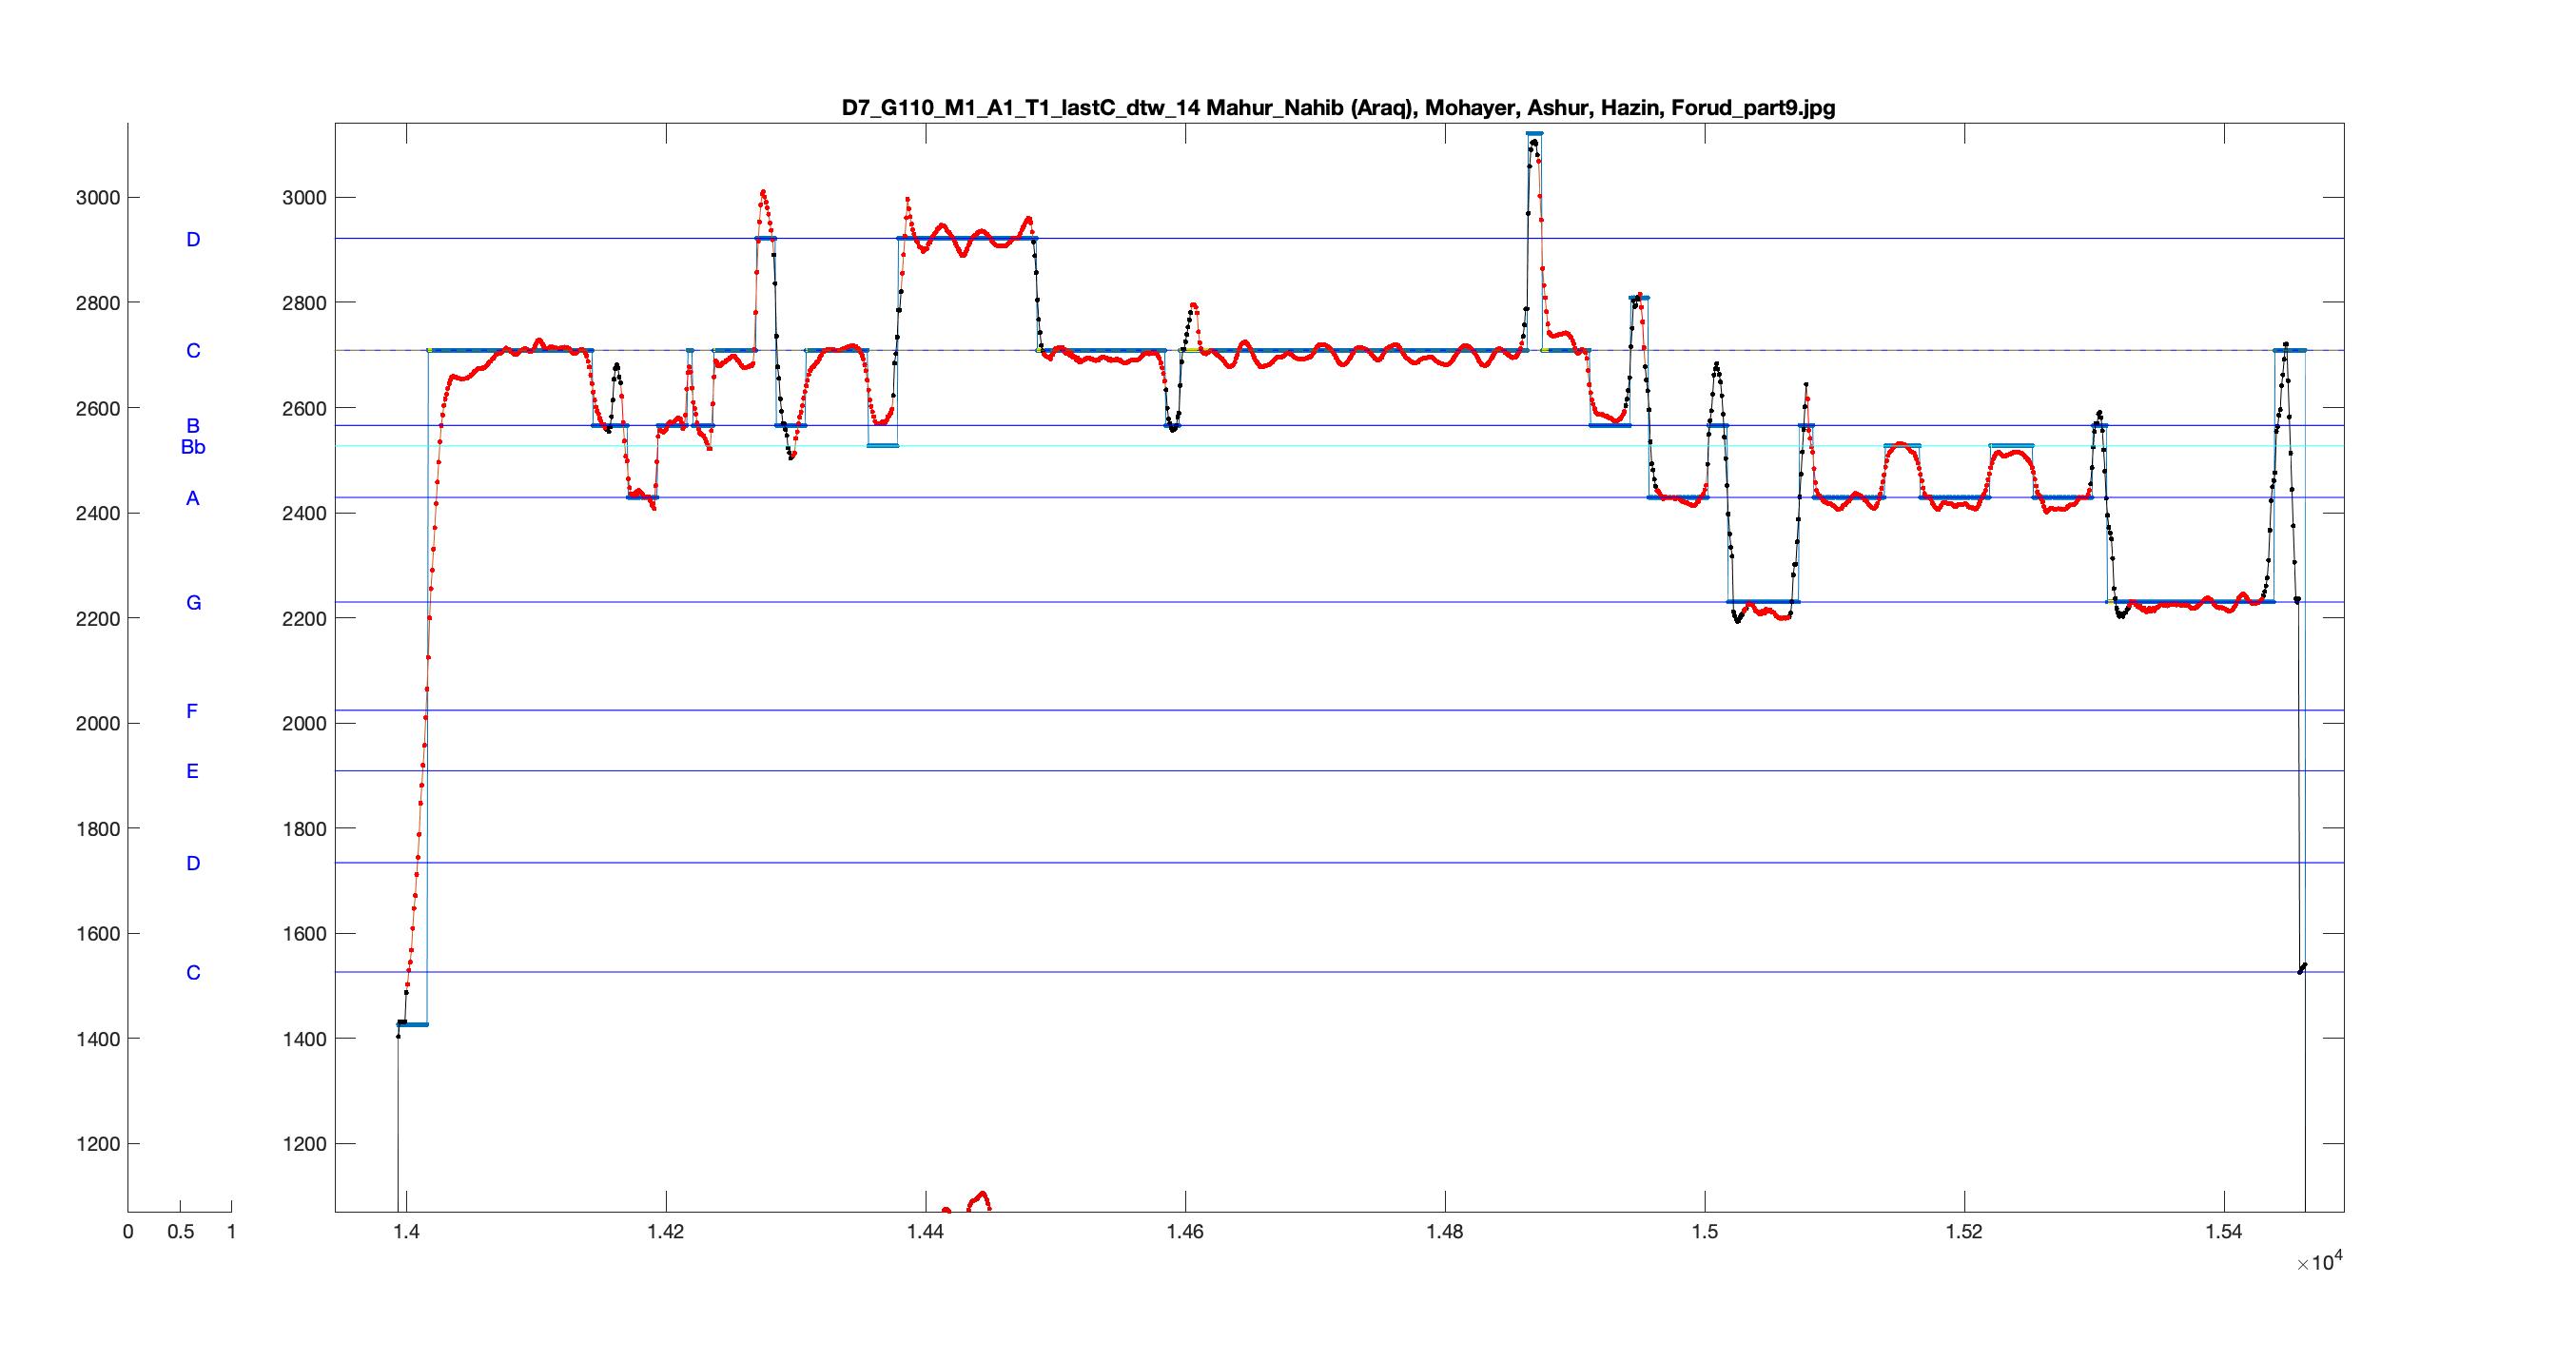 D7_G110_M1_A1_T1_lastC_dtw_14 Mahur_Nahib (Araq), Mohayer, Ashur, Hazin, Forud_part9.jpg
3000 3000
D
2800 2800
C
2600 2600
B
Bb
A
2400 2400
G
2200 2200
F
2000 2000
E
D
1800 1800
1600 1600
C
1400 1400
1200 1200
0 0.5 1 1.4 1.42 1.44 1.46 1.48 1.5 1.52 1.54
×10⁴